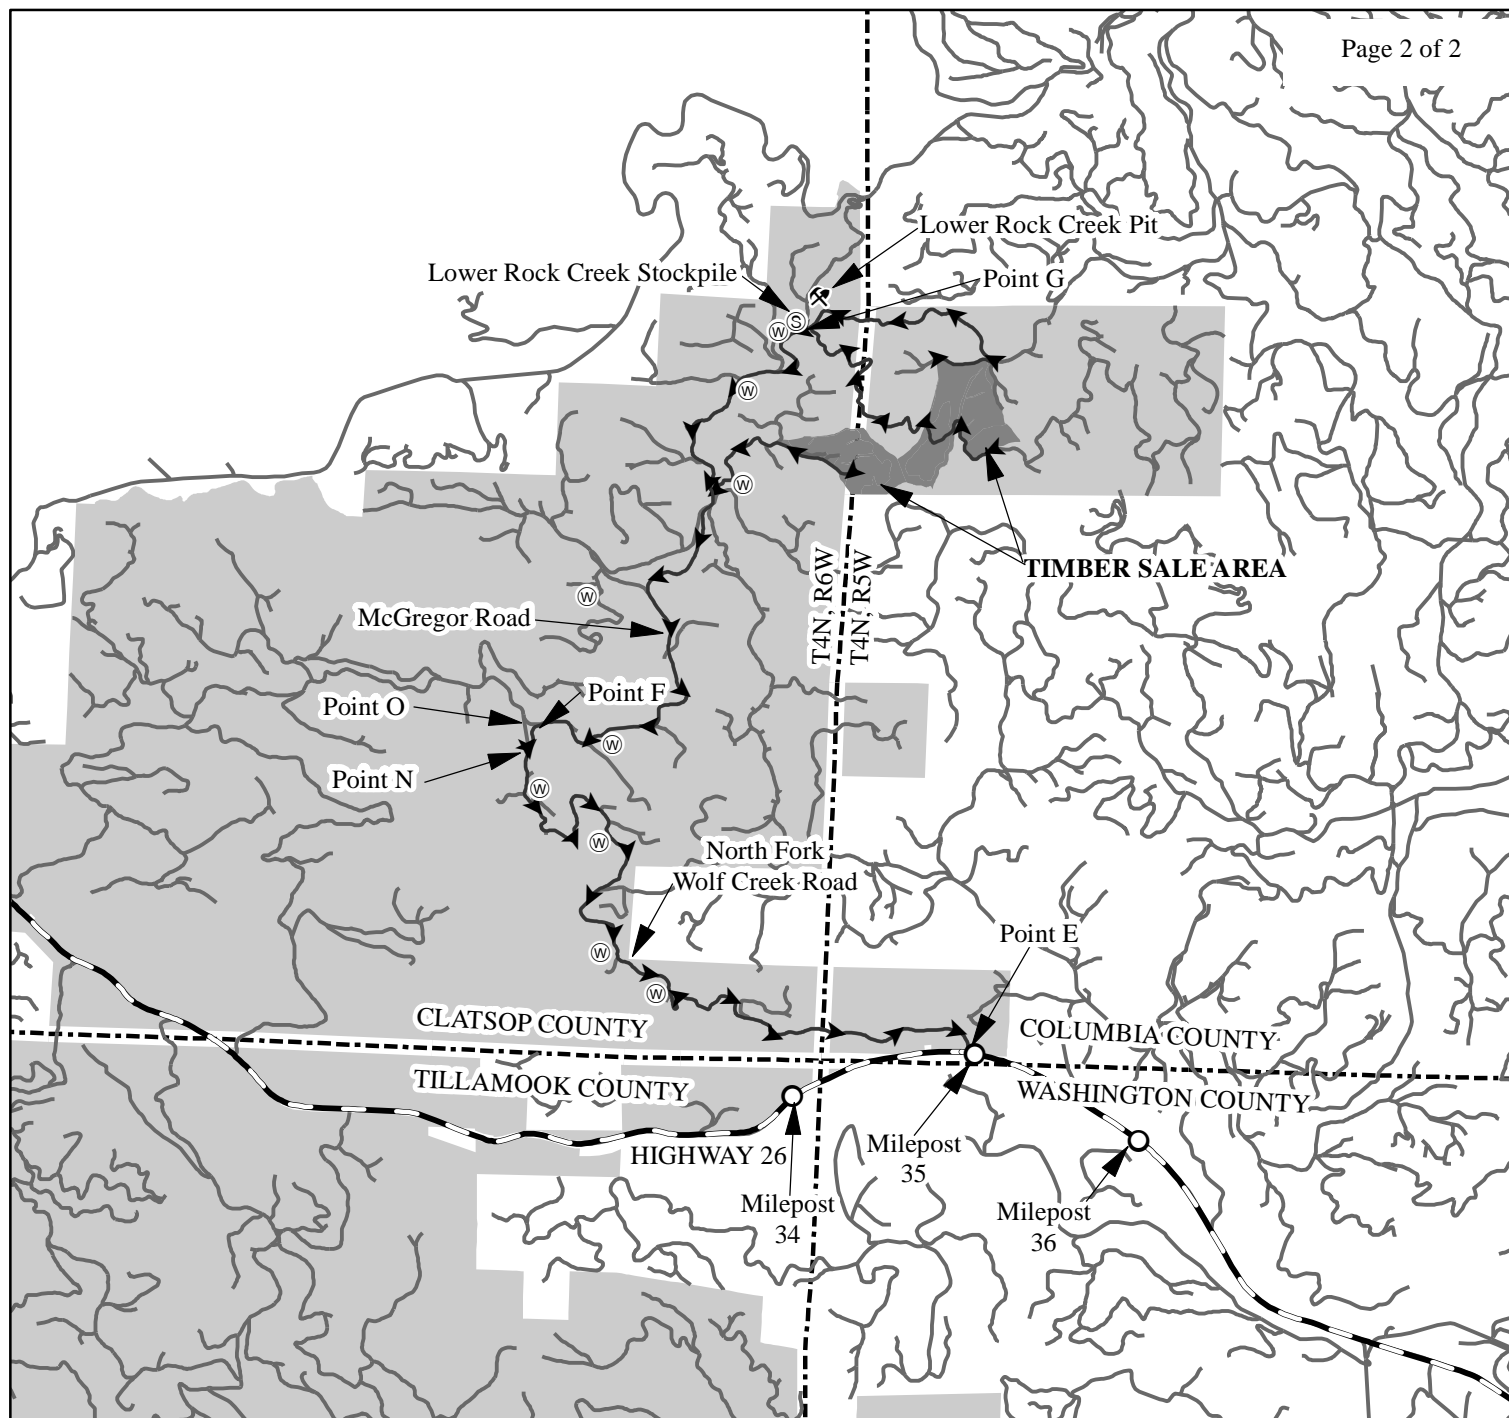 Page 2 of 2
Lower Rock Creek Pit
Lower Rock Creek Stockpile
Point G
S
W
W
W
TIMBER SALE AREA
T4N, R6W
T4N, R5W
W
McGregor Road
Point F
Point O
W
Point N
W
W
North Fork
Wolf Creek Road
Point E
W
W
CLATSOP COUNTY
COLUMBIA COUNTY
TILLAMOOK COUNTY
WASHINGTON COUNTY
HIGHWAY 26
Milepost
35
Milepost
34
Milepost
36